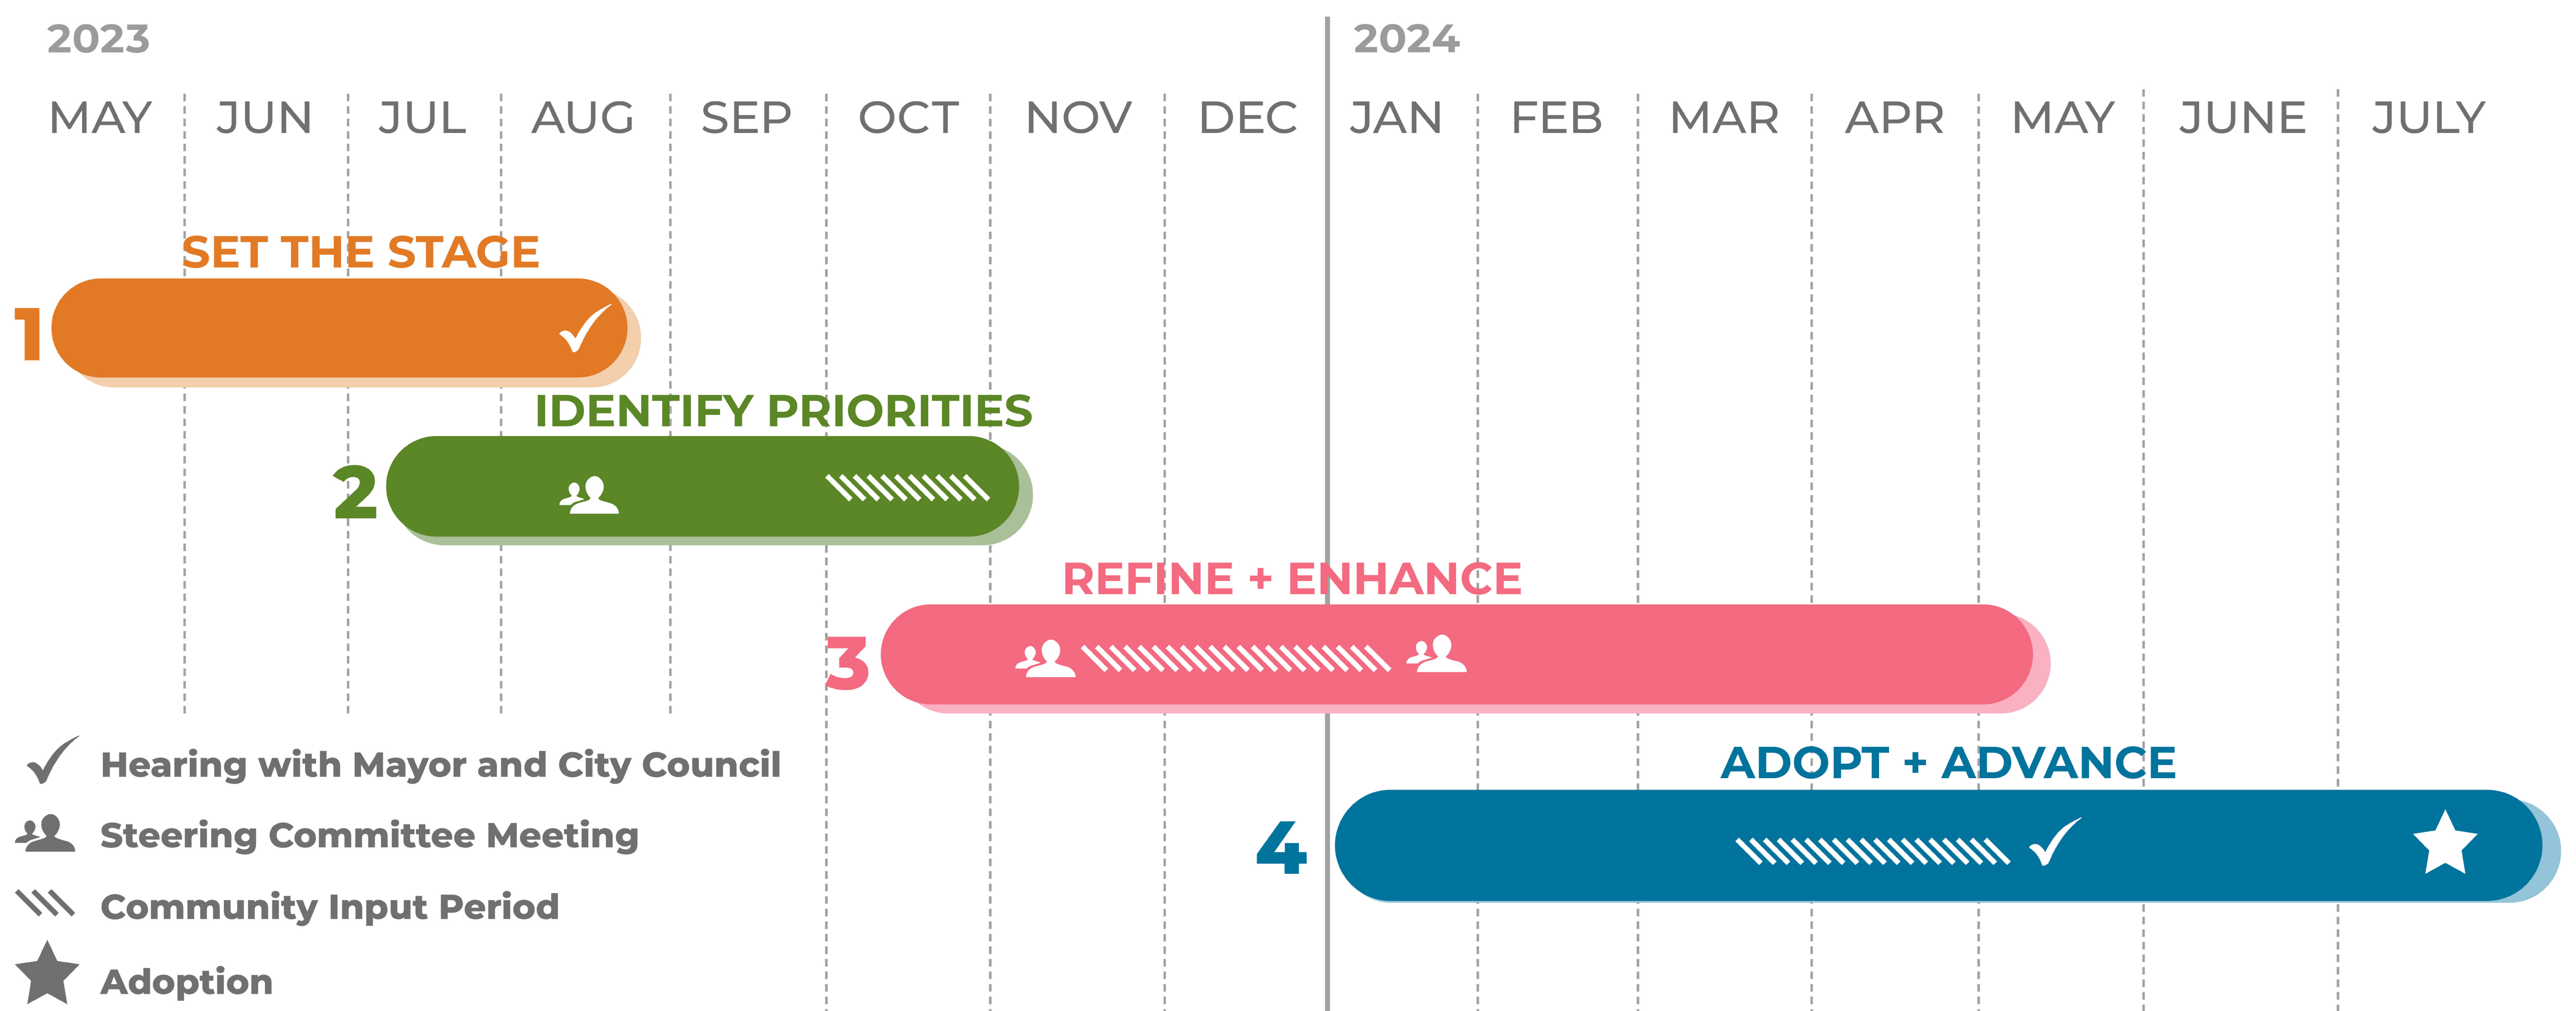 2023 2024
MAY JUN JUL AUG SEP OCT NOV DEC JAN FEB MAR APR MAY JUNE JULY
SET THE STAGE
1
IDENTIFY PRIORITIES
2
REFINE + ENHANCE
3
ADOPT + ADVANCE
4
Hearing with Mayor and City Council
Steering Committee Meeting
Community Input Period
Adoption